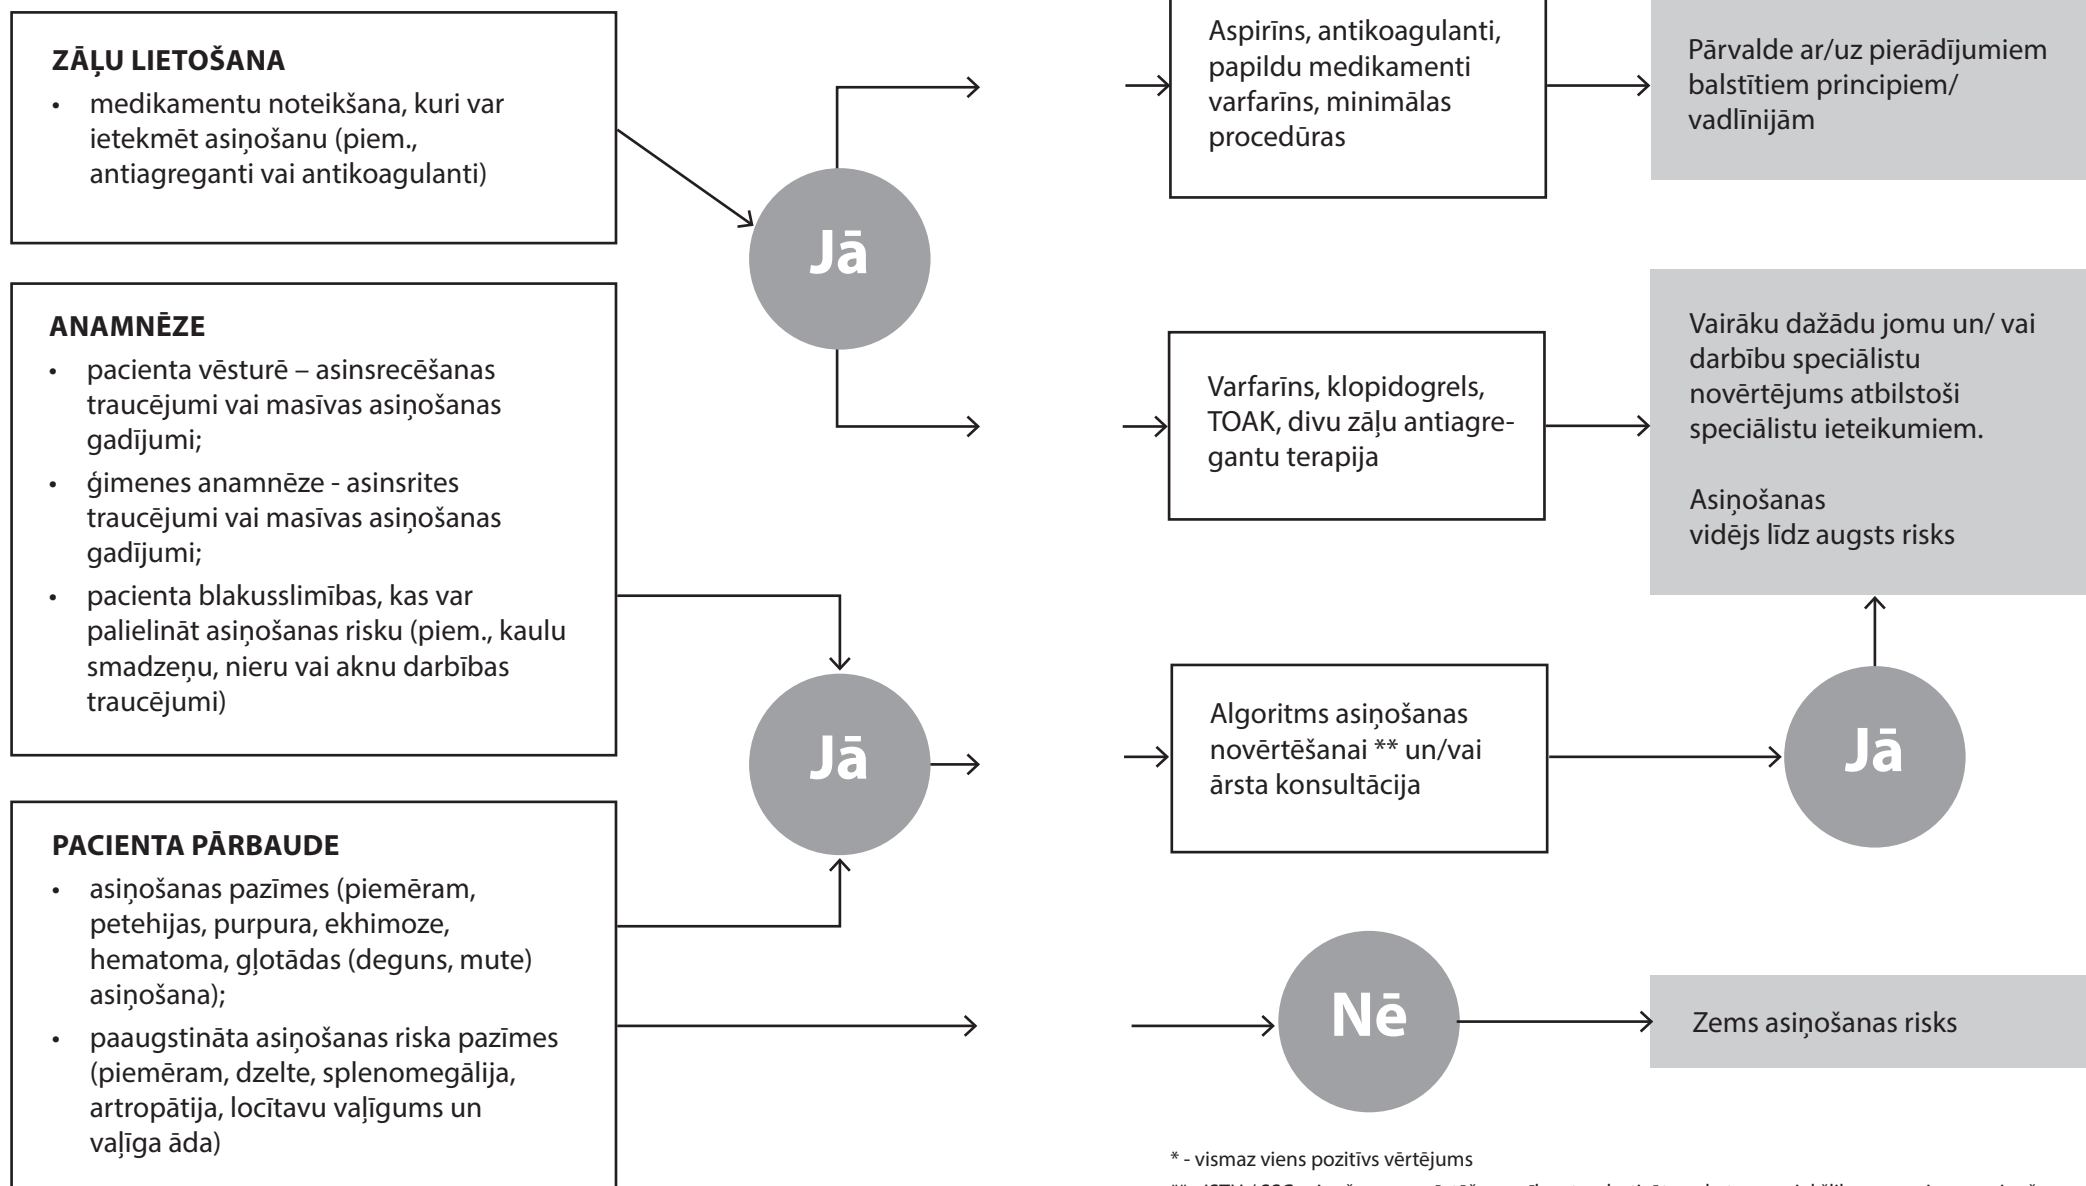 ZĀĻU LIETOŠANA
• medikamentu noteikšana, kuri var
ietekmēt asiņošanu (piem.,
antiagreganti vai antikoagulanti)
ANAMNĒZE
• pacienta vēsturē – asinsrecēšanas
traucējumi vai masīvas asiņošanas
gadījumi;
• ģimenes anamnēze - asinsrites
traucējumi vai masīvas asiņošanas
gadījumi;
• pacienta blakusslimības, kas var
palielināt asiņošanas risku (piem., kaulu
smadzeņu, nieru vai aknu darbības
traucējumi)
PACIENTA PĀRBAUDE
• asiņošanas pazīmes (piemēram,
petehijas, purpura, ekhimoze,
hematoma, gļotādas (deguns, mute)
asiņošana);
• paaugstināta asiņošanas riska pazīmes
(piemēram, dzelte, splenomegālija,
artropātija, locītavu vaļīgums un
vaļīga āda)
Jā
Jā
Aspirīns, antikoagulanti,
papildu medikamenti
varfarīns, minimālas
procedūras
Pārvalde ar/uz pierādījumiem
balstītiem principiem/
vadlīnijām
Varfarīns, klopidogrels,
TOAK, divu zāļu antiagre-
gantu terapija
Vairāku dažādu jomu un/ vai
darbību speciālistu
novērtējums atbilstoši
speciālistu ieteikumiem.
Asiņošanas
vidējs līdz augsts risks
Algoritms asiņošanas
novērtēšanai ** un/vai
ārsta konsultācija
Jā
Nē
Zems asiņošanas risks
* - vismaz viens pozitīvs vērtējums